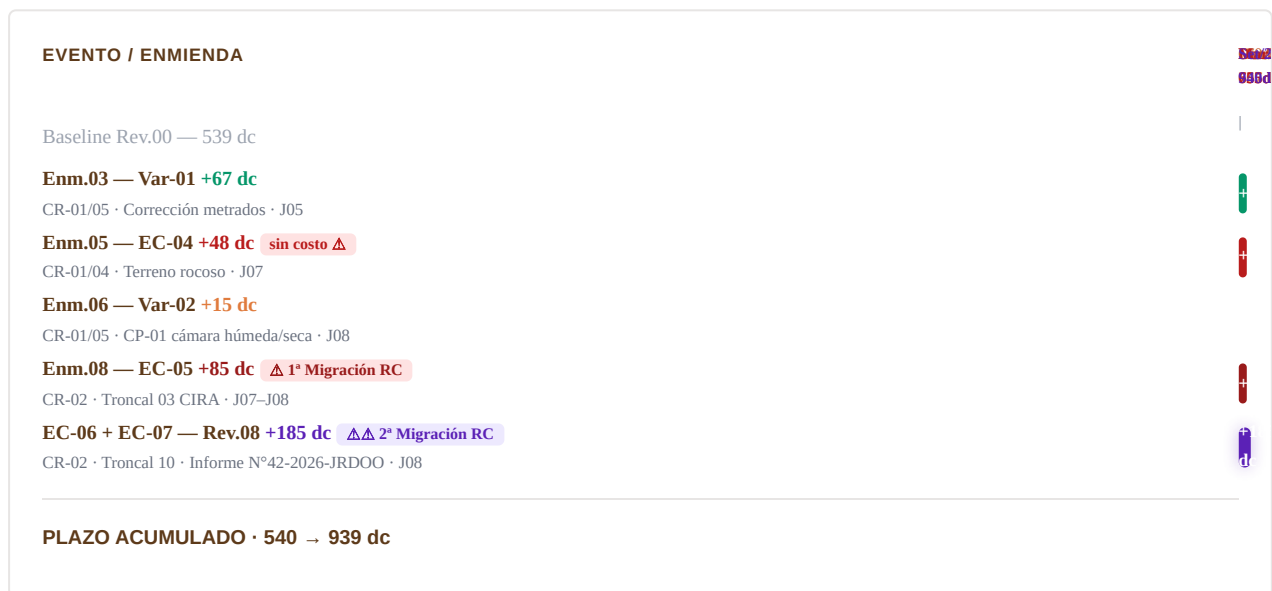 EVENTO / ENMIENDA
Baseline Rev.00 — 539 dc
Enm.03 — Var-01 +67 dc
+
CR-01/05 · Corrección metrados · J05
Enm.05 — EC-04 +48 dc sin costo ⚠
+
CR-01/04 · Terreno rocoso · J07
Enm.06 — Var-02 +15 dc
CR-01/05 · CP-01 cámara húmeda/seca · J08
Enm.08 — EC-05 +85 dc ⚠ 1ª Migración RC
+
CR-02 · Troncal 03 CIRA · J07–J08
EC-06 + EC-07 — Rev.08 +185 dc ⚠⚠ 2ª Migración RC
CR-02 · Troncal 10 · Informe N°42-2026-JRDOO · J08
PLAZO ACUMULADO · 540 → 939 dc